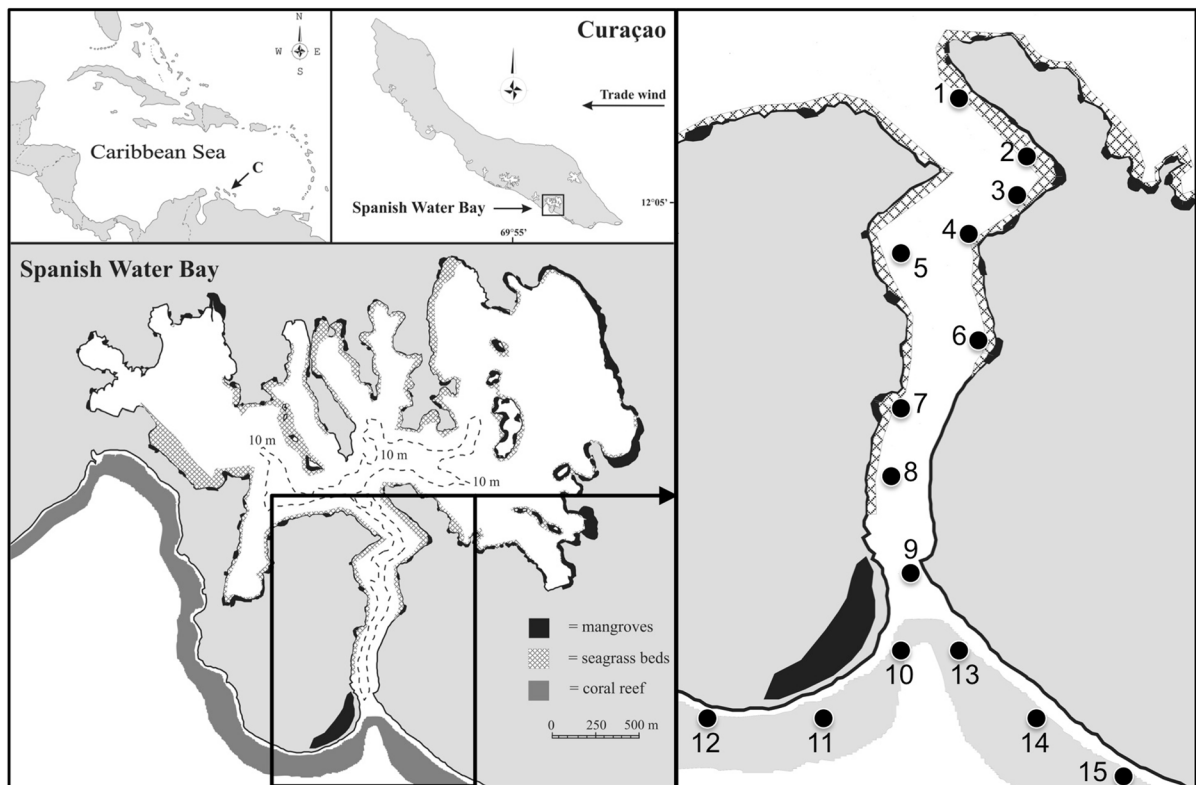 N
W E
S
Caribbean Sea
C
Curaçao
Trade wind
Spanish Water Bay
12°05'
69°55'
Spanish Water Bay
10 m
10 m
10 m
= mangroves
= seagrass beds
= coral reef
0 250 500 m
1
2
3
4
5
6
7
8
9
10 13
12 11 14
15